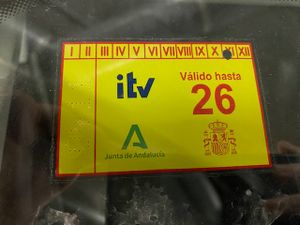 I II III IV V VI VII VIII IX X XI XII
itv
Válido hasta
26
Junta de Andalucía